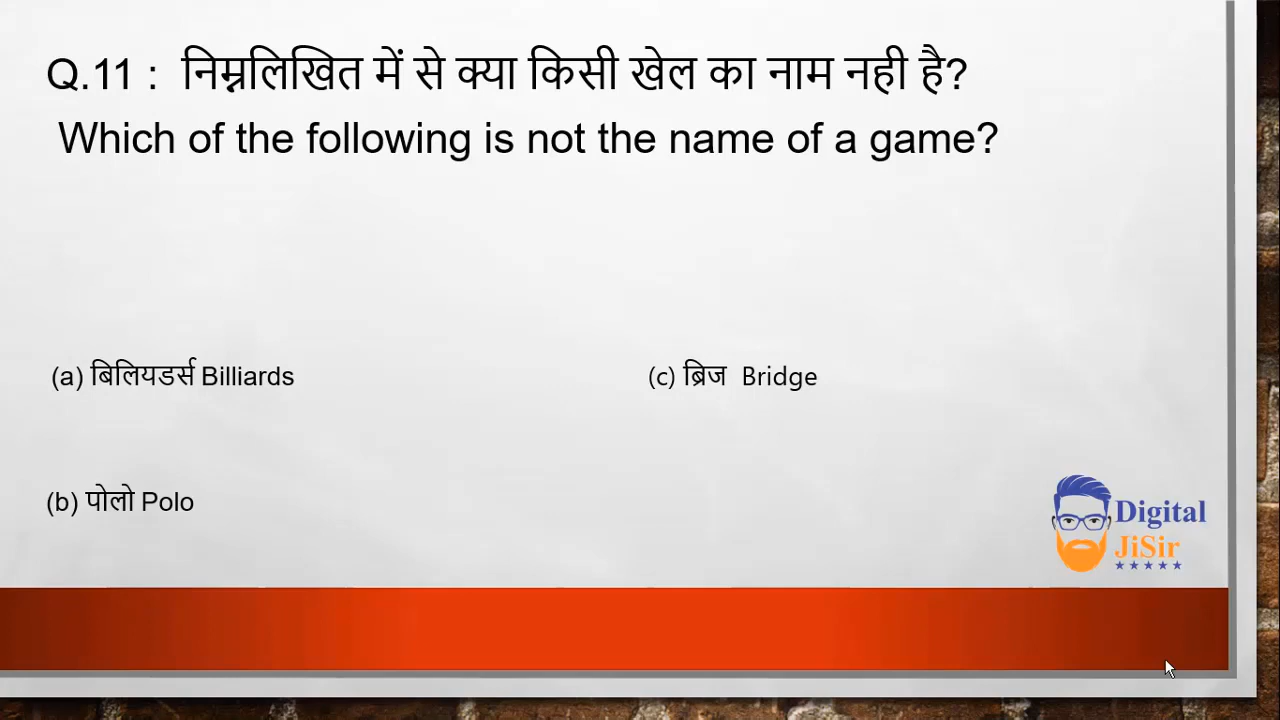 Q.11 : निम्नलिखित में से क्या किसी खेल का नाम नही है?
Which of the following is not the name of a game?
(a) बिलियडर्स Billiards
(c) ब्रिज Bridge
(b) पोलो Polo
Digital
JiSir